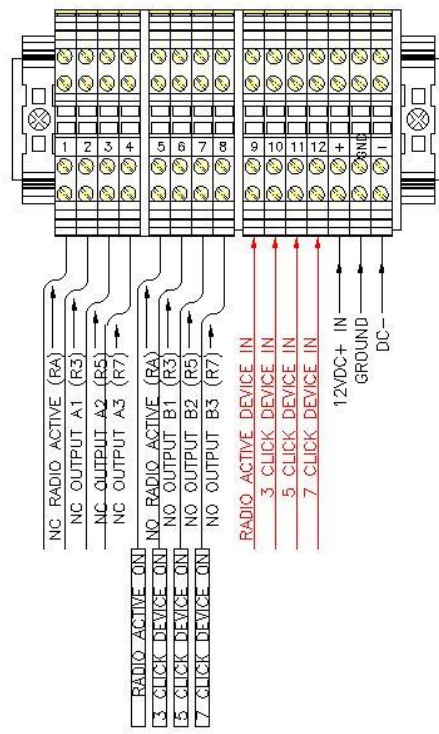 1 2 3 4 5 6 7 8 9 10 11 12 + GND -
NC RADIO ACTIVE (RA)
NC OUTPUT A1 (R3)
NC OUTPUT A2 (R5)
NC OUTPUT A3 (R7)
NO RADIO ACTIVE (RA)
NO OUTPUT B1 (R3)
NO OUTPUT B2 (R5)
NO OUTPUT B3 (R7)
RADIO ACTIVE DEVICE IN
3 CLICK DEVICE IN
5 CLICK DEVICE IN
7 CLICK DEVICE IN
12VDC+ IN
GROUND
DC-
RADIO ACTIVE ON
3 CLICK DEVICE ON
5 CLICK DEVICE ON
7 CLICK DEVICE ON